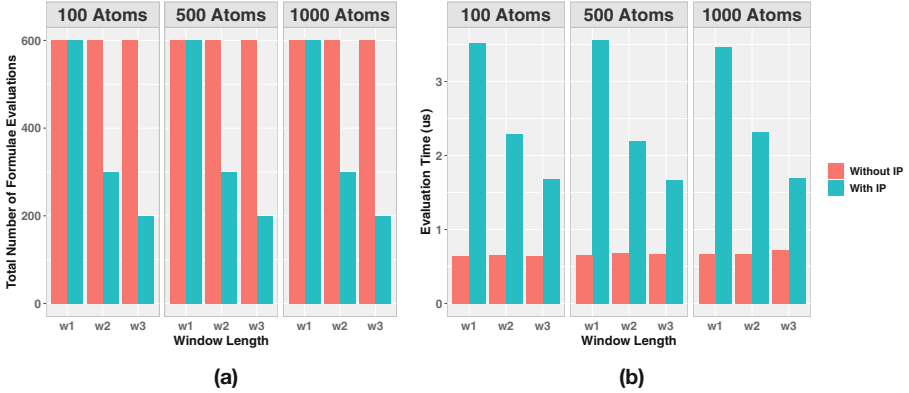 100 Atoms 500 Atoms 1000 Atoms
Total Number of Formulae Evaluations
600
400
200
0
w1 w2 w3 w1 w2 w3 w1 w2 w3
Window Length
(a)
100 Atoms 500 Atoms 1000 Atoms
Evaluation Time (us)
3
2
1
0
w1 w2 w3 w1 w2 w3 w1 w2 w3
Window Length
(b)
Without IP
With IP